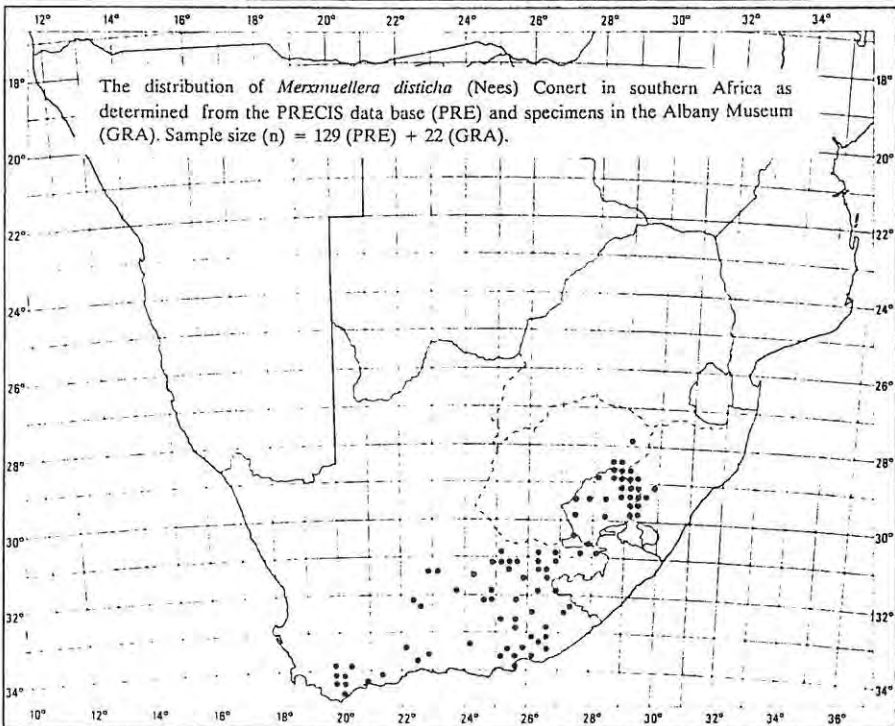 12° 16° 18° 20° 22° 24° 26° 28° 30° 32° 34°
The distribution of Merxmuellera disticha (Nees) Conert in southern Africa as
determined from the PRECIS data base (PRE) and specimens in the Albany Museum
(GRA). Sample size (n) = 129 (PRE) + 22 (GRA).
18° 18°
20° 20°
22° 22°
24° 24°
26° 26°
28° 28°
30° 30°
32° 32°
34° 34°
10° 12° 14° 16° 18° 20° 22° 24° 26° 28° 30° 32° 34° 36°